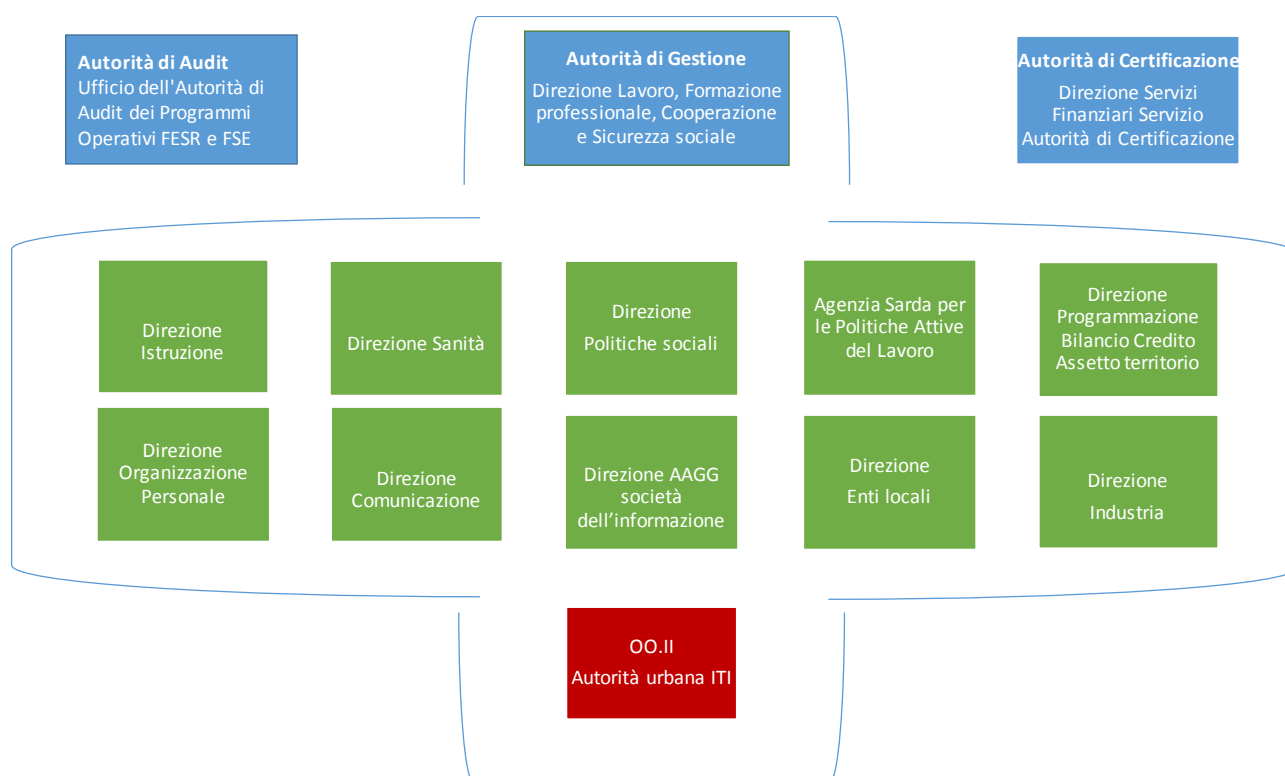 Autorità di Audit
Ufficio dell'Autorità di
Audit dei Programmi
Operativi FESR e FSE
Autorità di Gestione
Direzione Lavoro, Formazione
professionale, Cooperazione
e Sicurezza sociale
Autorità di Certificazione
Direzione Servizi
Finanziari Servizio
Autorità di Certificazione
Direzione
Istruzione
Direzione Sanità
Direzione
Politiche sociali
Agenzia Sarda per
le Politiche Attive
del Lavoro
Direzione
Programmazione
Bilancio Credito
Assetto territorio
Direzione
Organizzazione
Personale
Direzione
Comunicazione
Direzione AAGG
società
dell’informazione
Direzione
Enti locali
Direzione
Industria
OO.II
Autorità urbana ITI